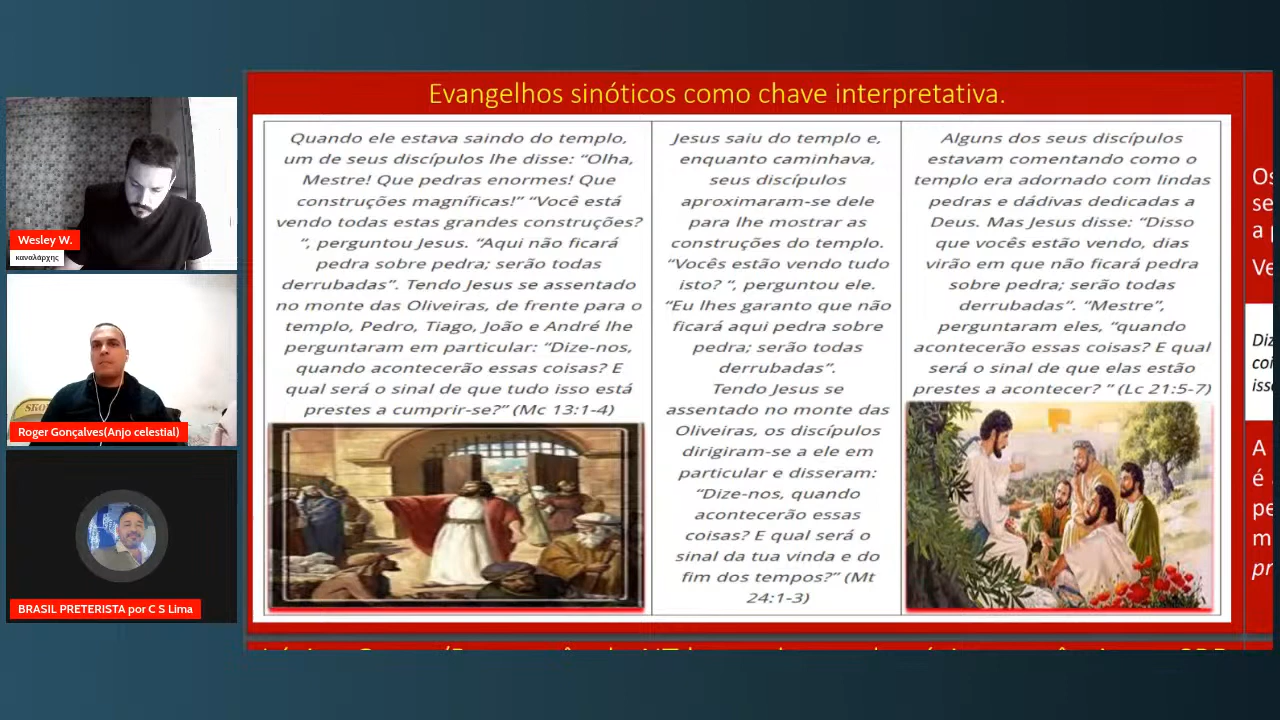 Evangelhos sinóticos como chave interpretativa.
Quando ele estava saindo do templo,
um de seus discípulos lhe disse: “Olha,
Mestre! Que pedras enormes! Que
construções magníficas!” “Você está
vendo todas estas grandes construções?
“, perguntou Jesus. “Aqui não ficará
pedra sobre pedra; serão todas
derrubadas”. Tendo Jesus se assentado
no monte das Oliveiras, de frente para o
templo, Pedro, Tiago, João e André lhe
perguntaram em particular: “Dize-nos,
quando acontecerão essas coisas? E
qual será o sinal de que tudo isso está
prestes a cumprir-se?” (Mc 13:1-4)
Jesus saiu do templo e,
enquanto caminhava,
seus discípulos
aproximaram-se dele
para lhe mostrar as
construções do templo.
“Vocês estão vendo tudo
isto? “, perguntou ele.
“Eu lhes garanto que não
ficará aqui pedra sobre
pedra; serão todas
derrubadas”.
Tendo Jesus se
assentado no monte das
Oliveiras, os discípulos
dirigiram-se a ele em
particular e disseram:
“Dize-nos, quando
acontecerão essas
coisas? E qual será o
sinal da tua vinda e do
fim dos tempos?” (Mt
24:1-3)
Alguns dos seus discípulos
estavam comentando como o
templo era adornado com lindas
pedras e dádivas dedicadas a
Deus. Mas Jesus disse: “Disso
que vocês estão vendo, dias
virão em que não ficará pedra
sobre pedra; serão todas
derrubadas”. “Mestre”,
perguntaram eles, “quando
acontecerão essas coisas? E qual
será o sinal de que elas estão
prestes a acontecer? ” (Lc 21:5-7)
Wesley W.
καναλάρχης
Roger Gonçalves(Anjo celestial)
BRASIL PRETERISTA por C S Lima
Os
se
a
Ve
Diz
coi
iss
A
é
pe
m
pr